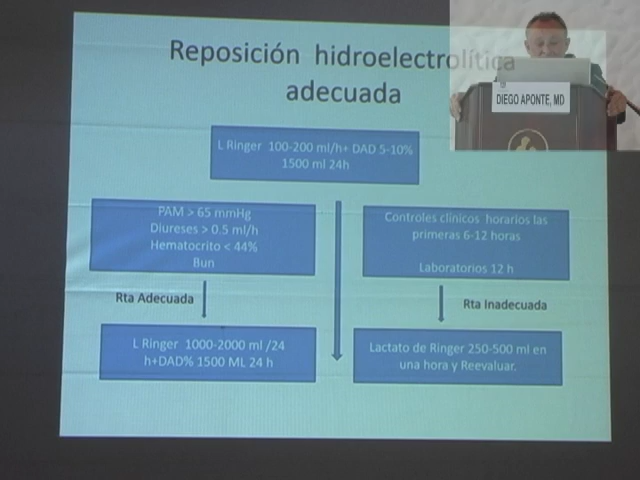 Reposición hidroelectrolítica
adecuada
DIEGO APONTE, MD
L Ringer 100-200 ml/h+ DAD 5-10%
1500 ml 24h
PAM > 65 mmHg
Diureses > 0.5 ml/h
Hematocrito < 44%
Bun
Controles clínicos horarios las
primeras 6-12 horas
Laboratorios 12 h
Rta Adecuada
Rta Inadecuada
L Ringer 1000-2000 ml /24
h+DAD% 1500 ML 24 h
Lactato de Ringer 250-500 ml en
una hora y Reevaluar.